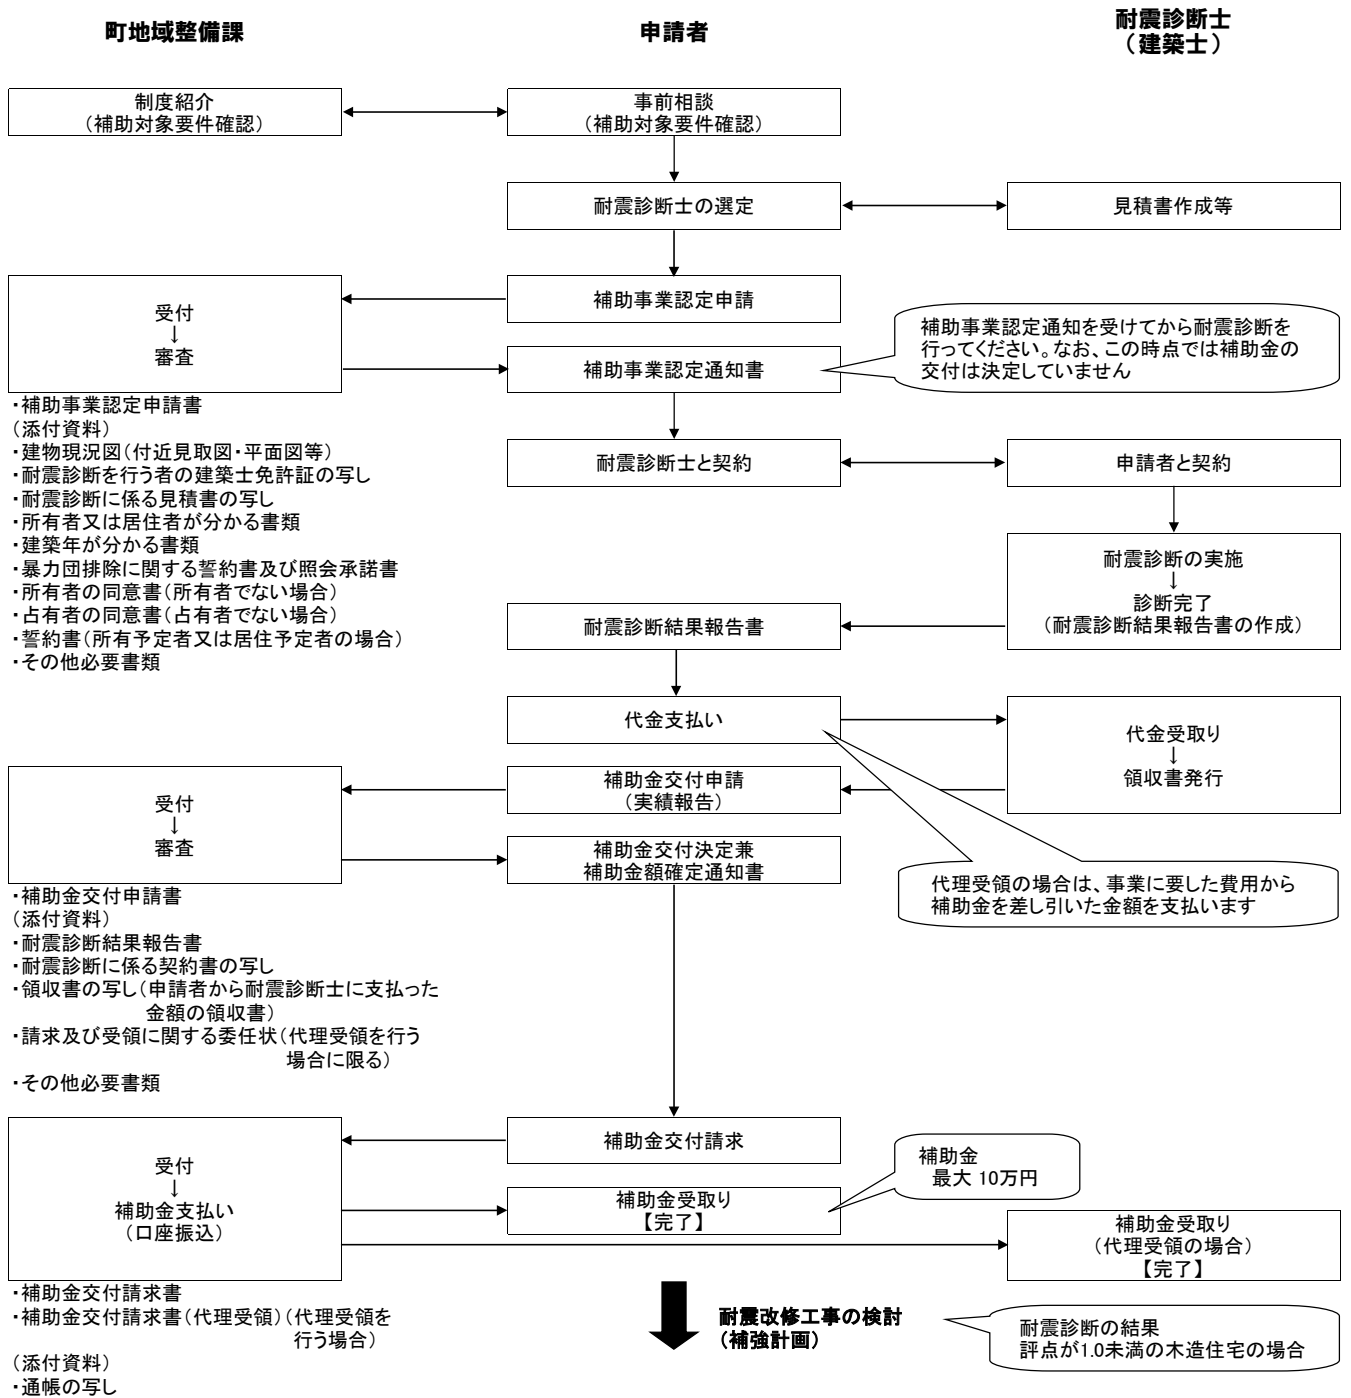 町地域整備課
申請者
耐震診断士
（建築士）
制度紹介
（補助対象要件確認）
事前相談
（補助対象要件確認）
耐震診断士の選定
見積書作成等
受付
↓
審査
補助事業認定申請
補助事業認定通知書
補助事業認定通知を受けてから耐震診断を
行ってください。なお、この時点では補助金の
交付は決定していません
・補助事業認定申請書
（添付資料）
・建物現況図（付近見取図・平面図等）
・耐震診断を行う者の建築士免許証の写し
・耐震診断に係る見積書の写し
・所有者又は居住者が分かる書類
・建築年が分かる書類
・暴力団排除に関する誓約書及び照会承諾書
・所有者の同意書（所有者でない場合）
・占有者の同意書（占有者でない場合）
・誓約書（所有予定者又は居住予定者の場合）
・その他必要書類
耐震診断士と契約
申請者と契約
耐震診断の実施
↓
診断完了
（耐震診断結果報告書の作成）
耐震診断結果報告書
代金支払い
代金受取り
↓
領収書発行
受付
↓
審査
補助金交付申請
（実績報告）
補助金交付決定兼
補助金額確定通知書
代理受領の場合は、事業に要した費用から
補助金を差し引いた金額を支払います
・補助金交付申請書
（添付資料）
・耐震診断結果報告書
・耐震診断に係る契約書の写し
・領収書の写し（申請者から耐震診断士に支払った
金額の領収書）
・請求及び受領に関する委任状（代理受領を行う
場合に限る）
・その他必要書類
受付
↓
補助金支払い
（口座振込）
補助金交付請求
補助金
最大 10万円
補助金受取り
【完了】
補助金受取り
（代理受領の場合）
【完了】
・補助金交付請求書
・補助金交付請求書（代理受領）（代理受領を
行う場合）
（添付資料）
・通帳の写し
耐震改修工事の検討
（補強計画）
耐震診断の結果
評点が1.0未満の木造住宅の場合